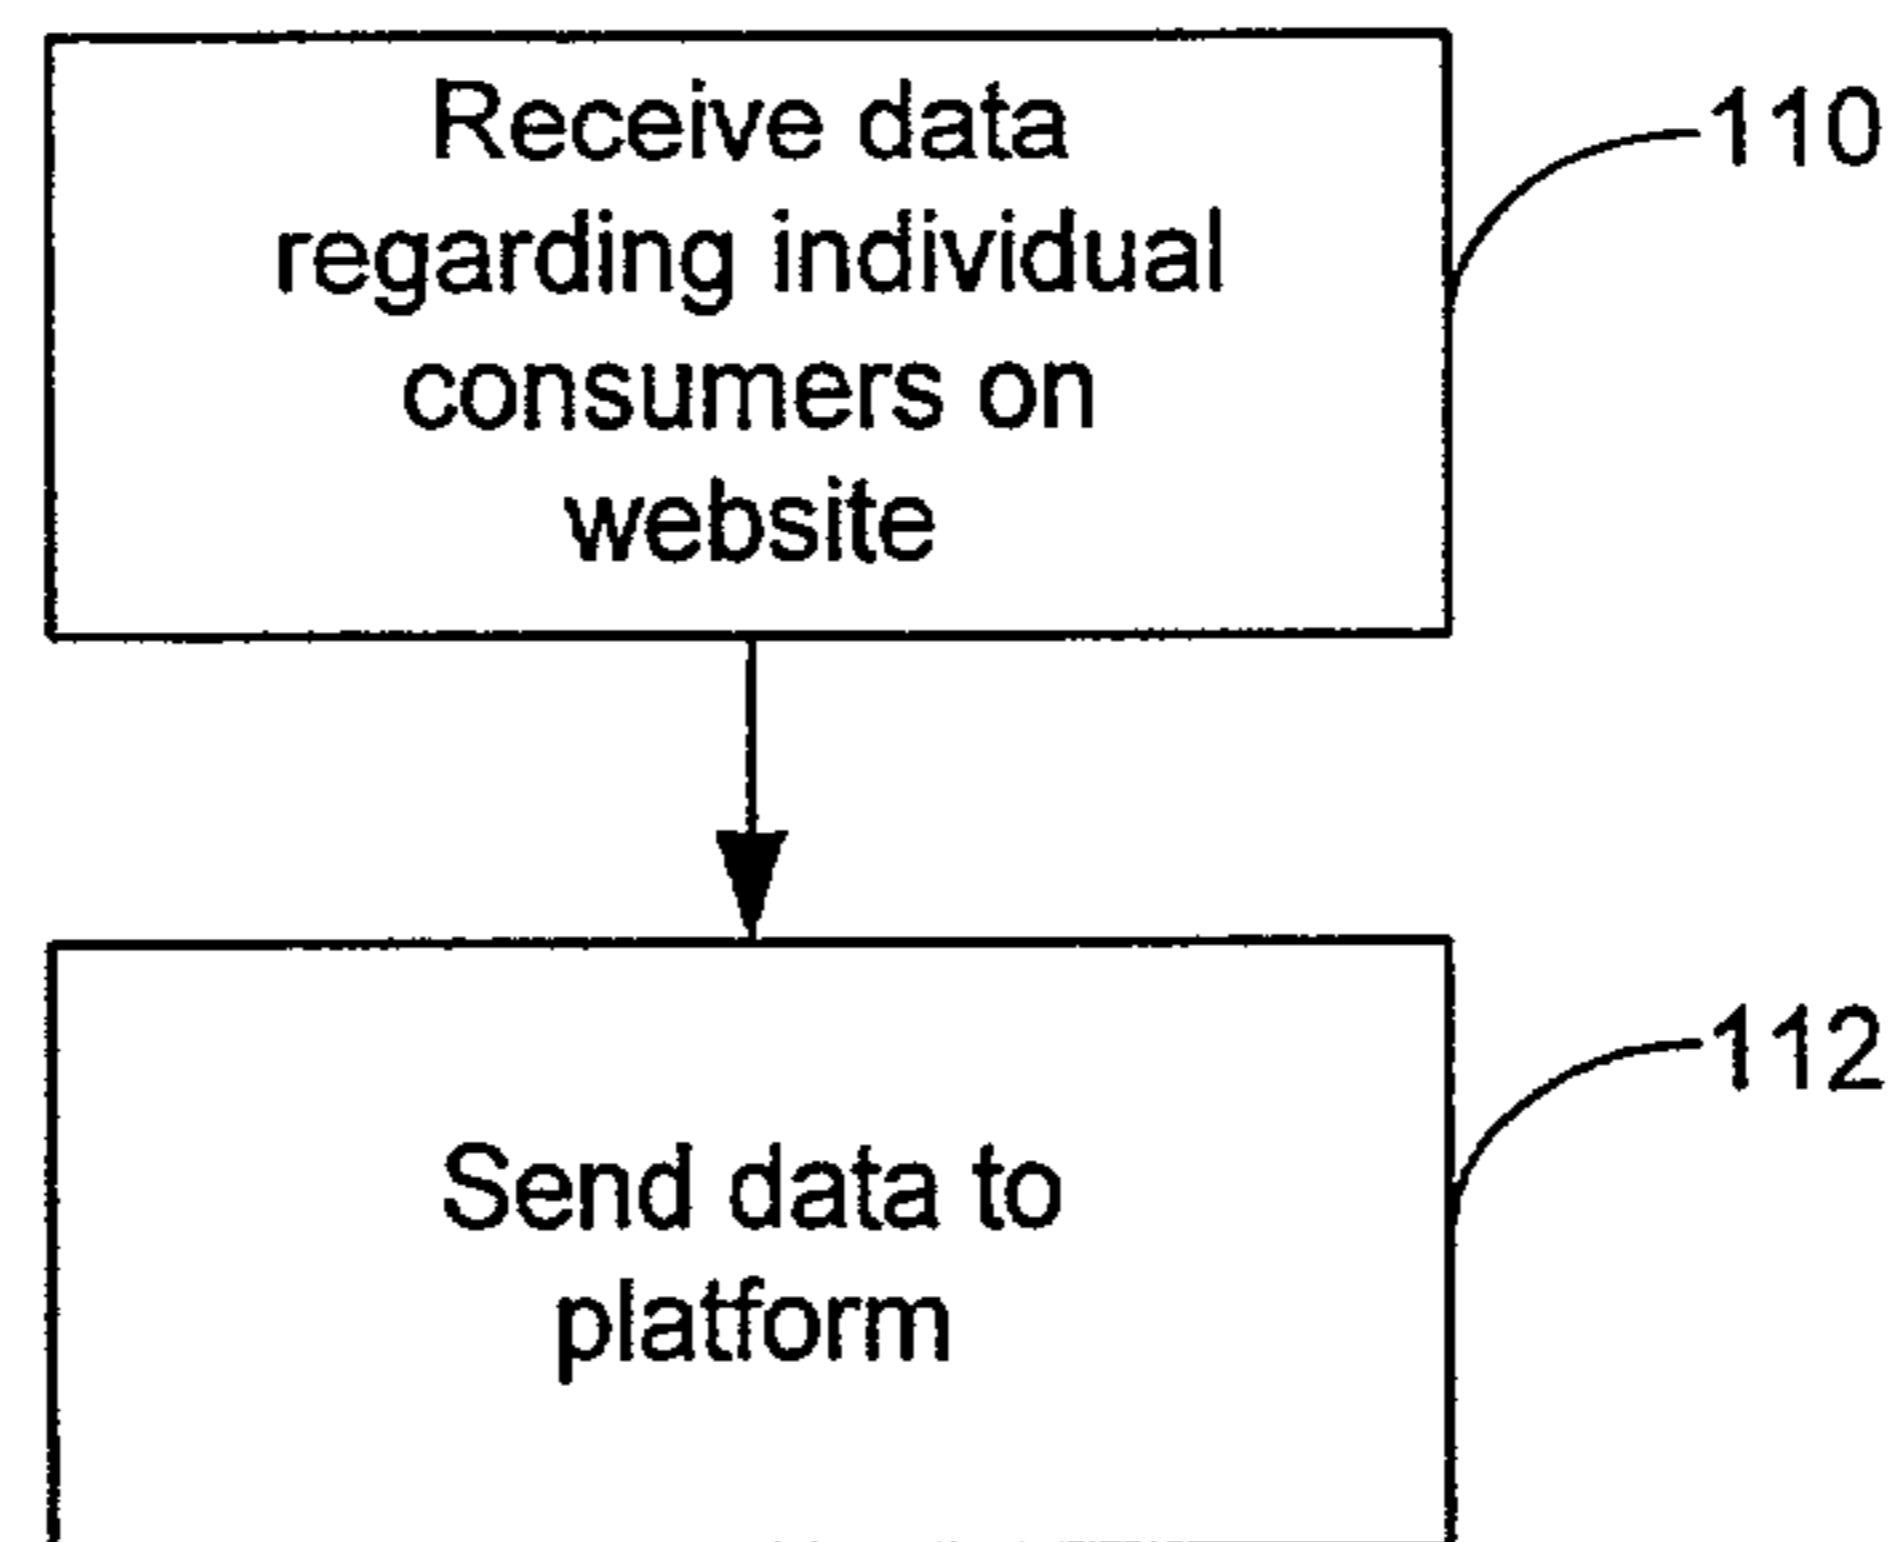 Receive data
regarding individual
consumers on
website
110
Send data to
platform
112